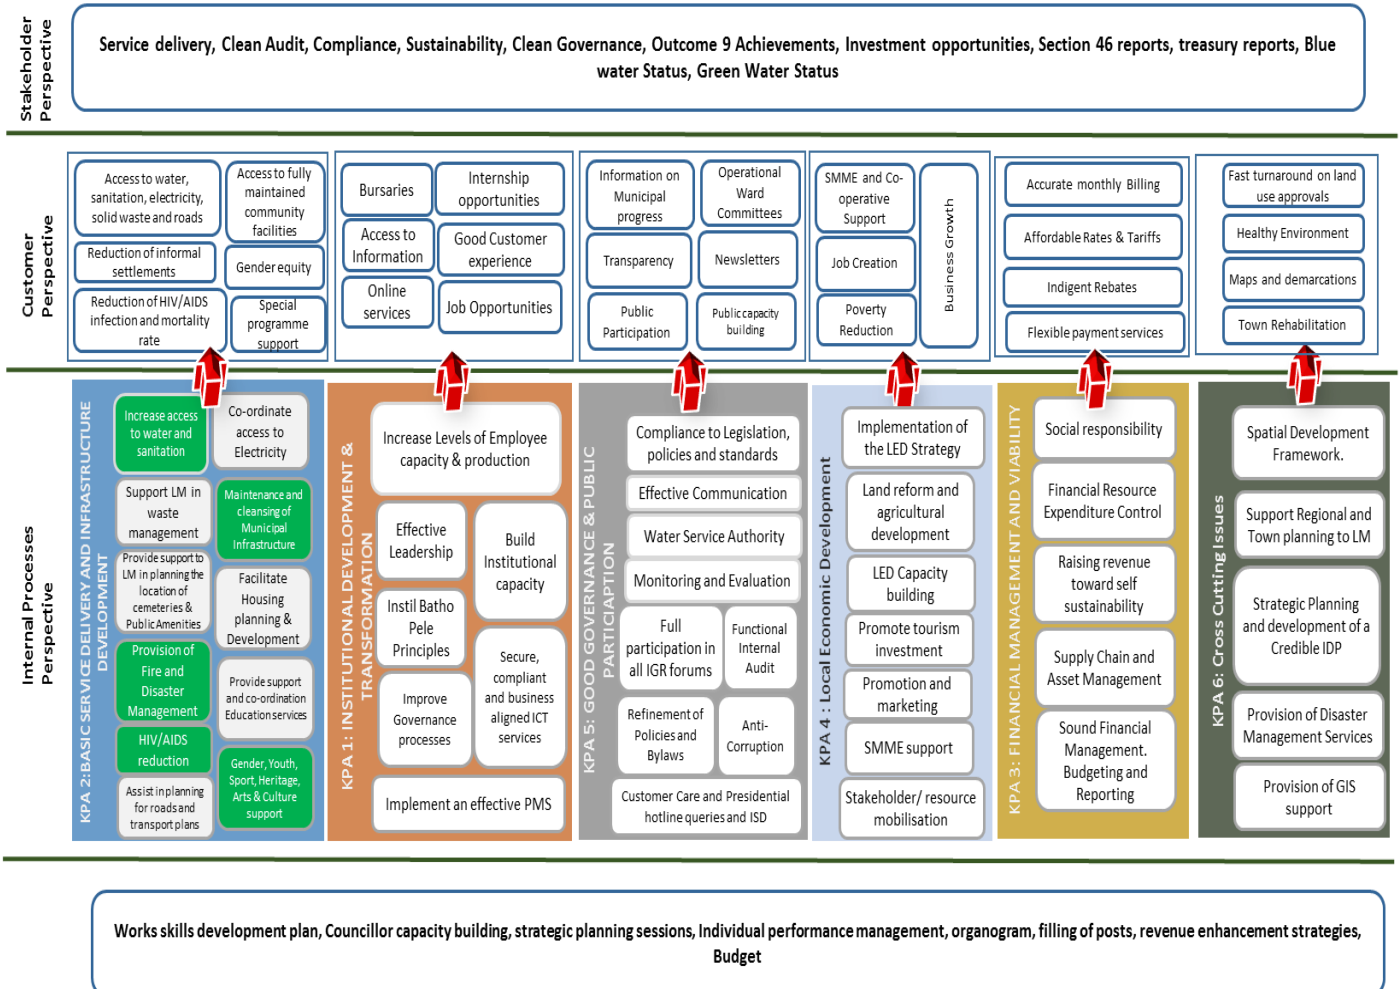 Stakeholder
Perspective
Service delivery, Clean Audit, Compliance, Sustainability, Clean Governance, Outcome 9 Achievements, Investment opportunities, Section 46 reports, treasury reports, Blue
water Status, Green Water Status
Customer
Perspective
Access to water,
sanitation, electricity,
solid waste and roads
Access to fully
maintained
community
facilities
Reduction of informal
settlements
Gender equity
Reduction of HIV/AIDS
infection and mortality
rate
Special
programme
support
Bursaries
Internship
opportunities
Access to
Information
Good Customer
experience
Online
services
Job Opportunities
Information on
Municipal
progress
Operational
Ward
Committees
Transparency
Newsletters
Public
Participation
Public capacity
building
SMME and Co-
operative
Support
Job Creation
Poverty
Reduction
Business Growth
Accurate monthly Billing
Affordable Rates & Tariffs
Indigent Rebates
Flexible payment services
Fast turnaround on land
use approvals
Healthy Environment
Maps and demarcations
Town Rehabilitation
Internal Processes
Perspective
KPA 2:BASIC SERVICE DELIVERY AND INFRASTRUCTURE
DEVELOPMENT
Increase access
to water and
sanitation
Co-ordinate
access to
Electricity
Support LM in
waste
management
Maintenance and
cleansing of
Municipal
Infrastructure
Provide support to
LM in planning the
location of
cemeteries &
Public Amenities
Facilitate
Housing
planning &
Development
Provision of
Fire and
Disaster
Management
Provide support
and co-ordination
Education services
HIV/AIDS
reduction
Gender, Youth,
Sport, Heritage,
Arts & Culture
support
Assist in planning
for roads and
transport plans
KPA 1: INSTITUTIONAL DEVELOPMENT &
TRANSFORMATION
Increase Levels of Employee
capacity & production
Effective
Leadership
Build
Institutional
capacity
Instil Batho
Pele
Principles
Secure,
compliant
and business
aligned ICT
services
Improve
Governance
processes
Implement an effective PMS
KPA 5: GOOD GOVERNANCE & PUBLIC
PARTICIAPTION
Compliance to Legislation,
policies and standards
Effective Communication
Water Service Authority
Monitoring and Evaluation
Full
participation in
all IGR forums
Functional
Internal
Audit
Refinement of
Policies and
Bylaws
Anti-
Corruption
Customer Care and Presidential
hotline queries and ISD
KPA 4 : Local Economic Development
Implementation of
the LED Strategy
Land reform and
agricultural
development
LED Capacity
building
Promote tourism
investment
Promotion and
marketing
SMME support
Stakeholder/ resource
mobilisation
KPA 3: FINANCIAL MANAGEMENT AND VIABILITY
Social responsibility
Financial Resource
Expenditure Control
Raising revenue
toward self
sustainability
Supply Chain and
Asset Management
Sound Financial
Management.
Budgeting and
Reporting
KPA 6: Cross Cutting Issues
Spatial Development
Framework.
Support Regional and
Town planning to LM
Strategic Planning
and development of a
Credible IDP
Provision of Disaster
Management Services
Provision of GIS
support
Works skills development plan, Councillor capacity building, strategic planning sessions, Individual performance management, organogram, filling of posts, revenue enhancement strategies,
Budget